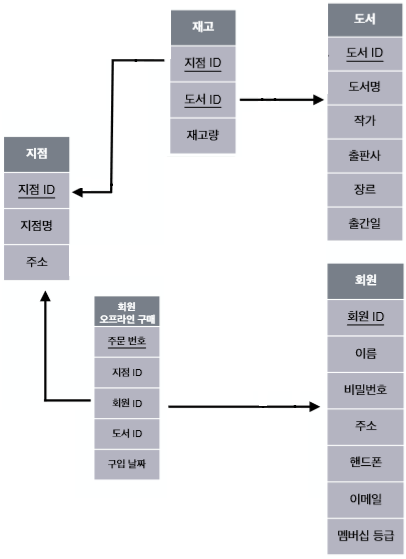 재고
지점 ID
도서 ID
재고량
도서
도서 ID
도서명
작가
출판사
장르
출간일
지점
지점 ID
지점명
주소
회원
오프라인 구매
주문 번호
지점 ID
회원 ID
도서 ID
구입 날짜
회원
회원 ID
이름
비밀번호
주소
핸드폰
이메일
멤버십 등급